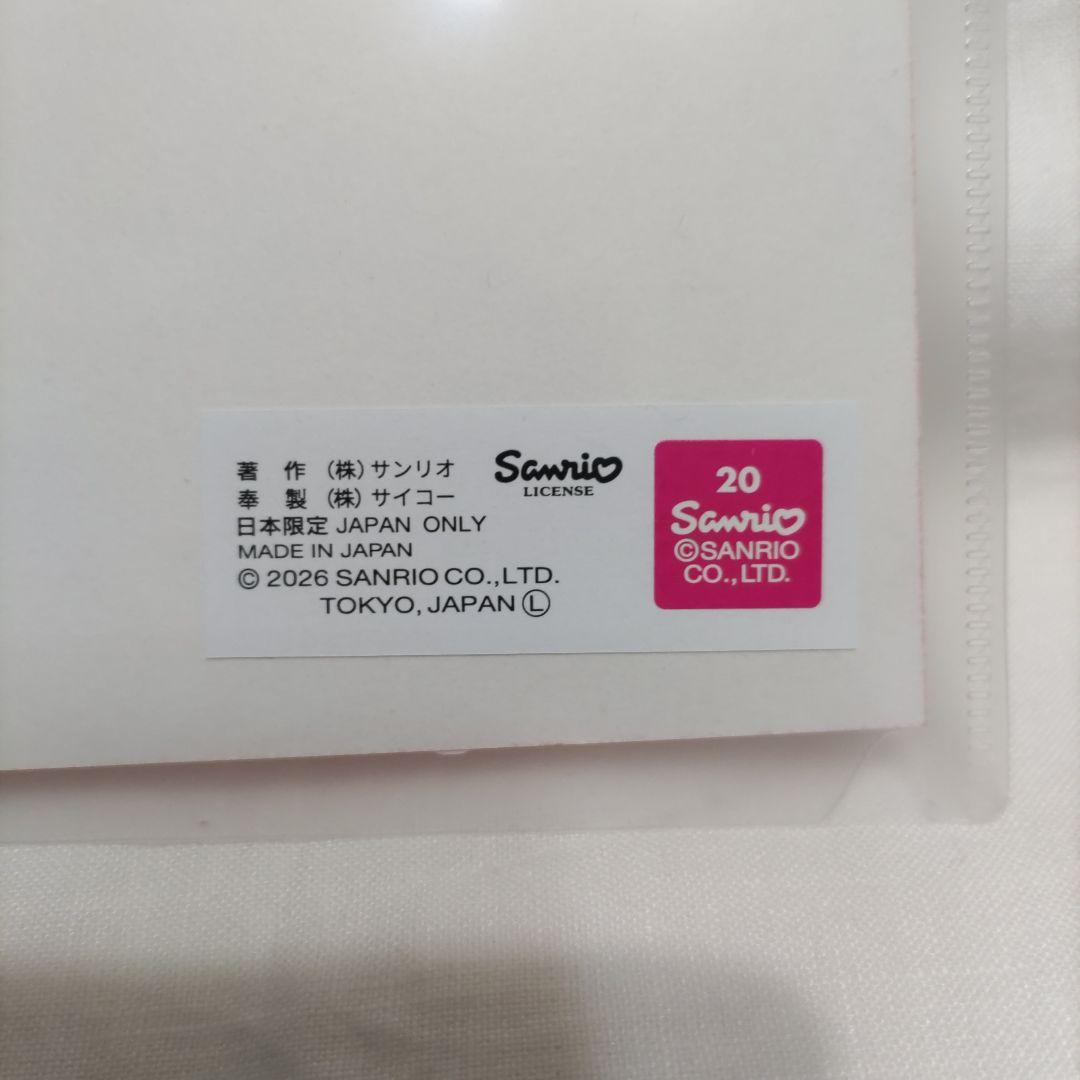 著 作 (株)サンリオ
奉 製 (株)サイコー
日本限定 JAPAN ONLY
MADE IN JAPAN
© 2026 SANRIO CO.,LTD.
TOKYO, JAPAN Ⓛ
Sanrio
LICENSE
20
Sanrio
©SANRIO
CO.,LTD.